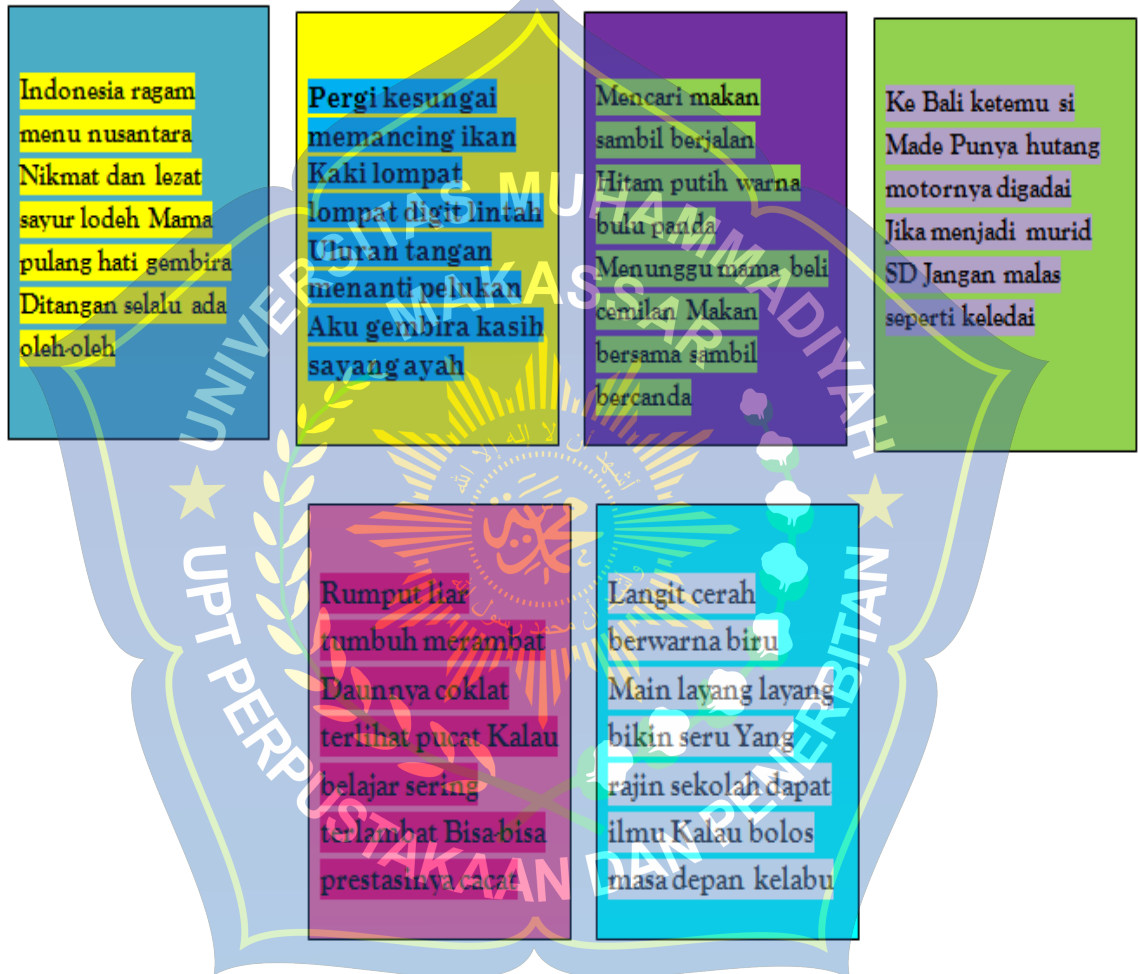 Indonesia ragam
menu nusantara
Nikmat dan lezat
sayur lodeh Mama
pulang hati gembira
Ditangan selalu ada
oleh-oleh
Pergi kesungai
memancing ikan
Kaki lompat
lompat digit lintah
Uluran tangan
menanti pelukan
Aku gembira kasih
sayang ayah
Mencari makan
sambil berjalan
Hitam putih warna
bulu panda
Menunggu mama beli
cemilan Makan
bersama sambil
bercanda
Ke Bali ketemu si
Made Punya hutang
motornya digadai
Jika menjadi murid
SD Jangan malas
seperti keledai
Rumput liar
tumbuh merambat
Daunnya coklat
terlihat pucat Kalau
belajar sering
terlambat Bisa-bisa
prestasinya cacat
Langit cerah
berwarna biru
Main layang layang
bikin seru Yang
rajin sekolah dapat
ilmu Kalau bolos
masa depan kelabu
UNIVERSITAS MUHAMMADIYAH
MAKASSAR
UPT PERPUSTAKAAN DAN PENERBITAN